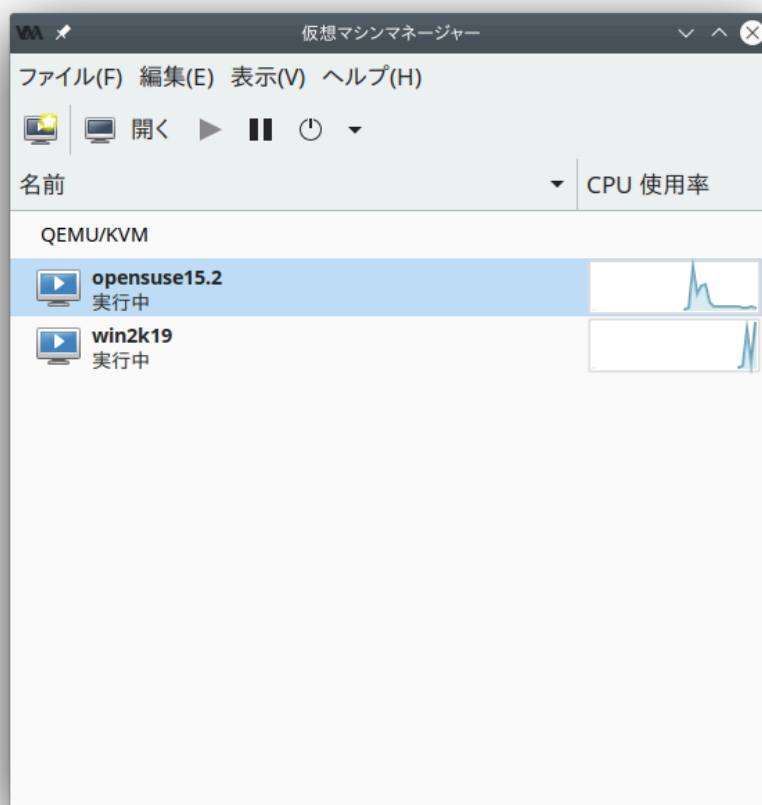 仮想マシンマネージャー
ファイル(F) 編集(E) 表示(V) ヘルプ(H)
開く
名前 CPU 使用率
QEMU/KVM
opensuse15.2
実行中
win2k19
実行中